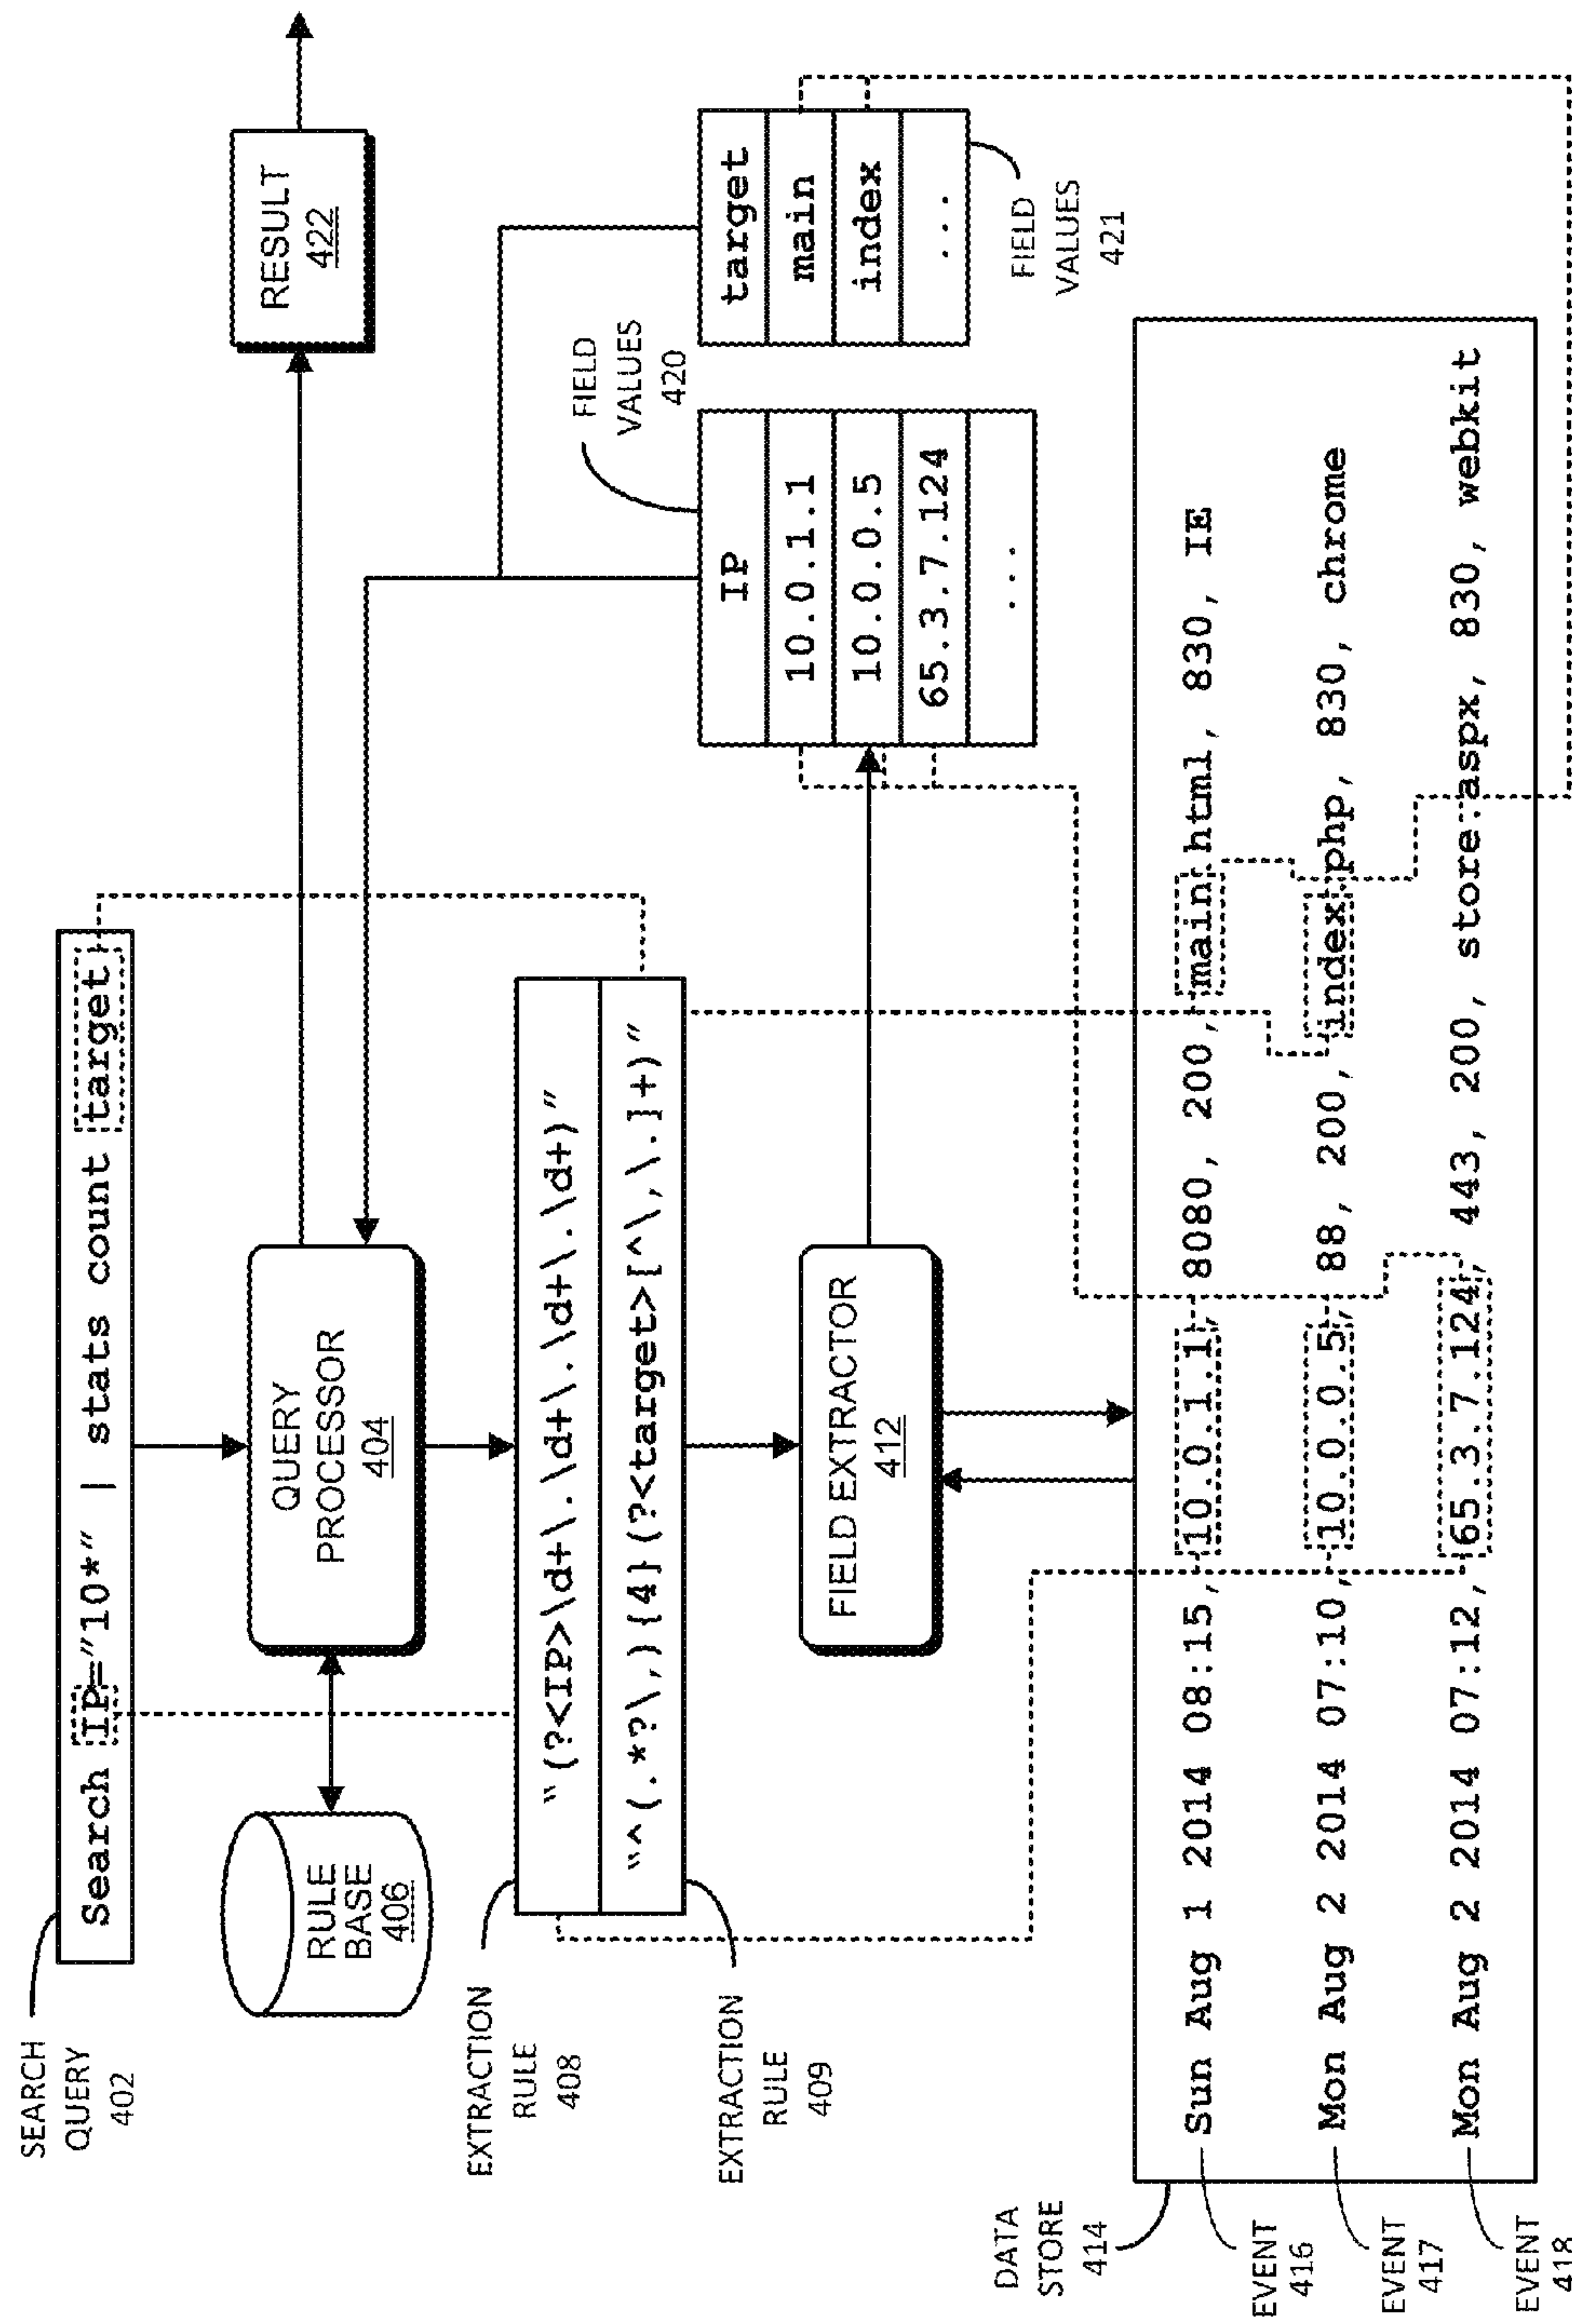 SEARCH
QUERY
402
Search IP="10*" | stats count target
RULE
BASE
406
QUERY
PROCESSOR
404
RESULT
422
EXTRACTION
RULE
408
"(?<IP>\d+\.\d+\.\d+\.\d+)"
"^(.*?\,){4}(?<target>[^\,\.]+)"
EXTRACTION
RULE
409
FIELD EXTRACTOR
412
FIELD
VALUES
420
IP
10.0.1.1
10.0.0.5
65.3.7.124
...
target
main
index
...
FIELD
VALUES
421
DATA
STORE
414
EVENT
416
Sun Aug 1 2014 08:15, 10.0.1.1, 8080, 200, main.html, 830, IE
EVENT
417
Mon Aug 2 2014 07:10, 10.0.0.5, 88, 200, index.php, 830, chrome
EVENT
418
Mon Aug 2 2014 07:12, 65.3.7.124, 443, 200, store.aspx, 830, webkit